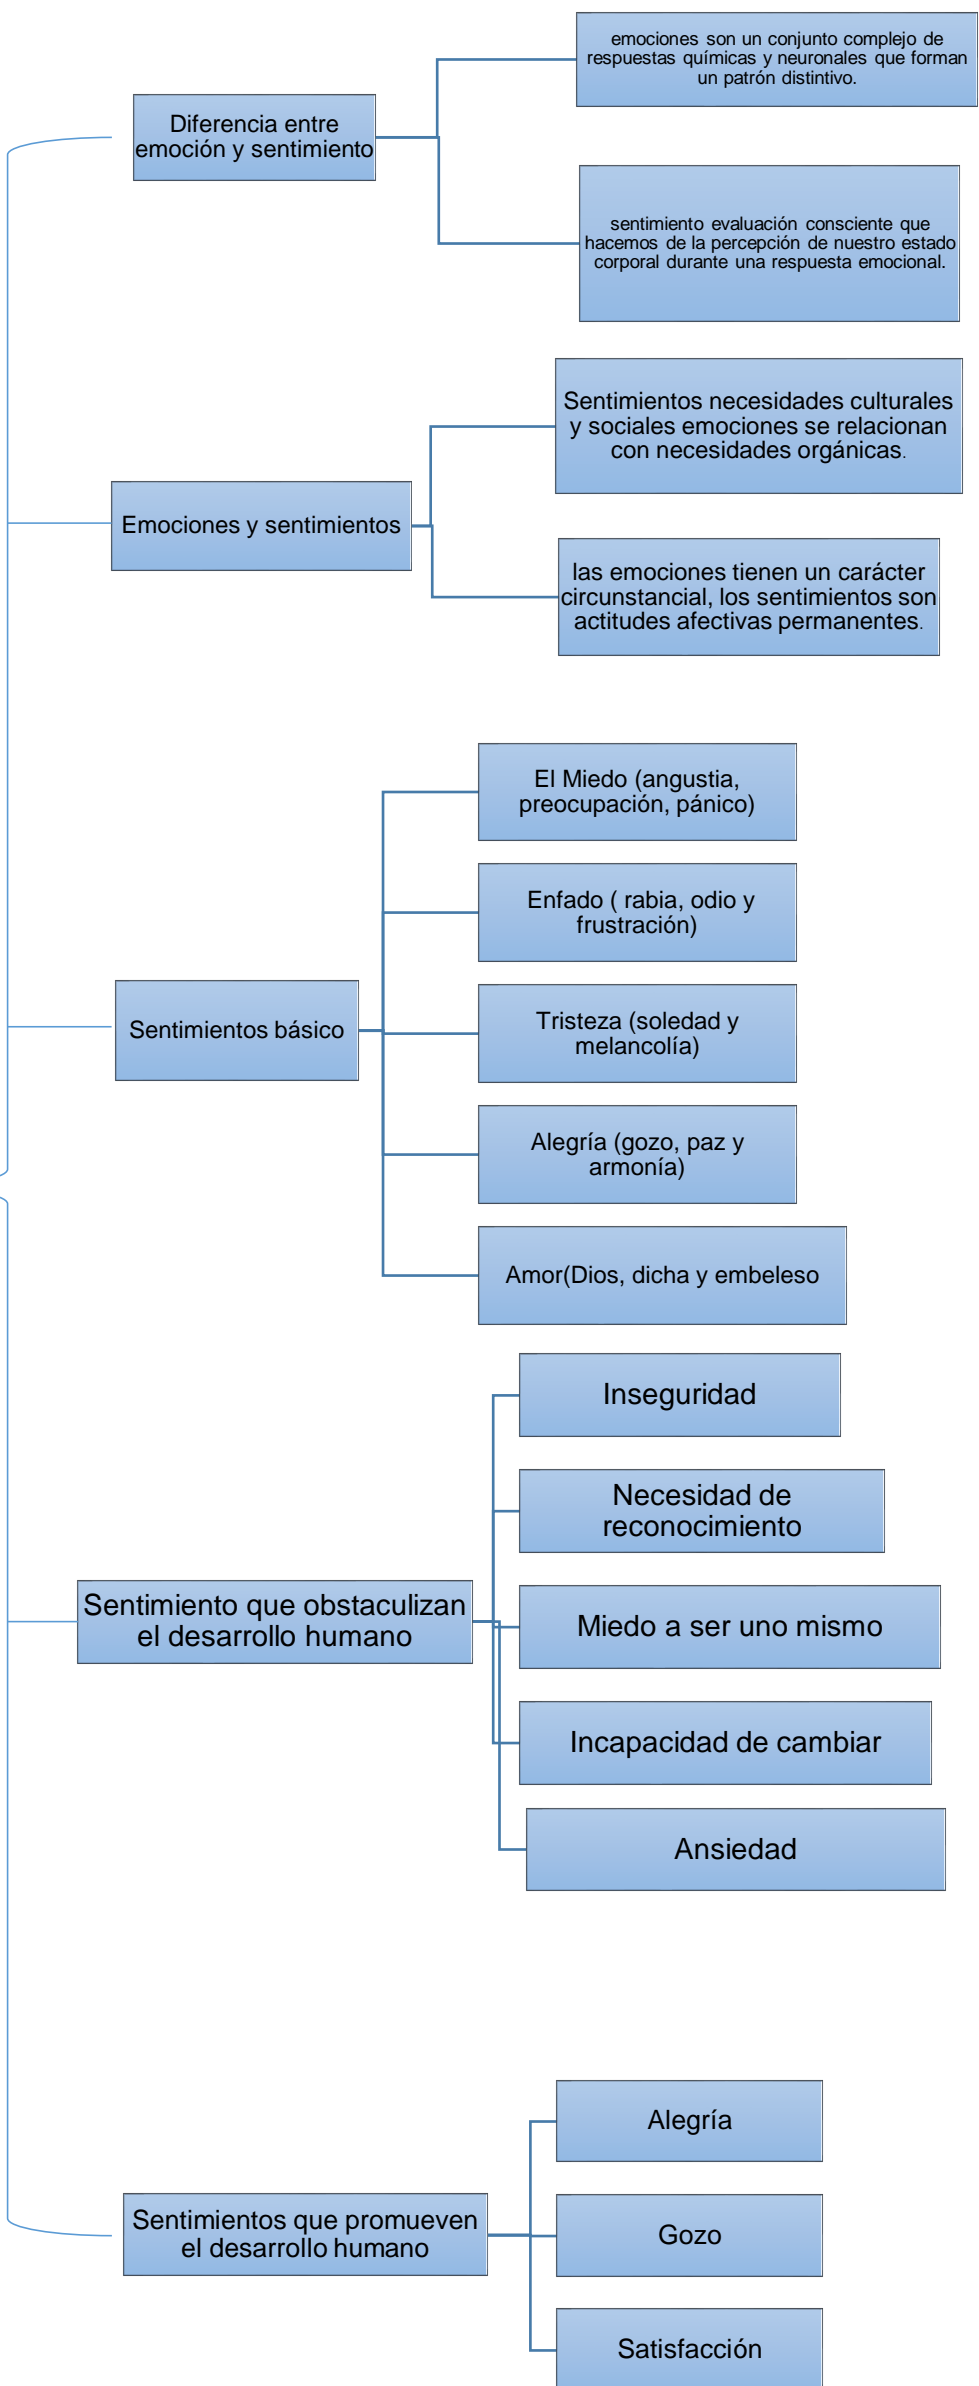 emociones son un conjunto complejo de
respuestas químicas y neuronales que forman
un patrón distintivo.
Diferencia entre
emoción y sentimiento
sentimiento evaluación consciente que
hacemos de la percepción de nuestro estado
corporal durante una respuesta emocional.
Sentimientos necesidades culturales
y sociales emociones se relacionan
con necesidades orgánicas.
Emociones y sentimientos
las emociones tienen un carácter
circunstancial, los sentimientos son
actitudes afectivas permanentes.
El Miedo (angustia,
preocupación, pánico)
Enfado ( rabia, odio y
frustración)
Sentimientos básico
Tristeza (soledad y
melancolía)
Alegría (gozo, paz y
armonía)
Amor(Dios, dicha y embeleso
Inseguridad
Necesidad de
reconocimiento
Sentimiento que obstaculizan
el desarrollo humano
Miedo a ser uno mismo
Incapacidad de cambiar
Ansiedad
Alegría
Sentimientos que promueven
el desarrollo humano
Gozo
Satisfacción